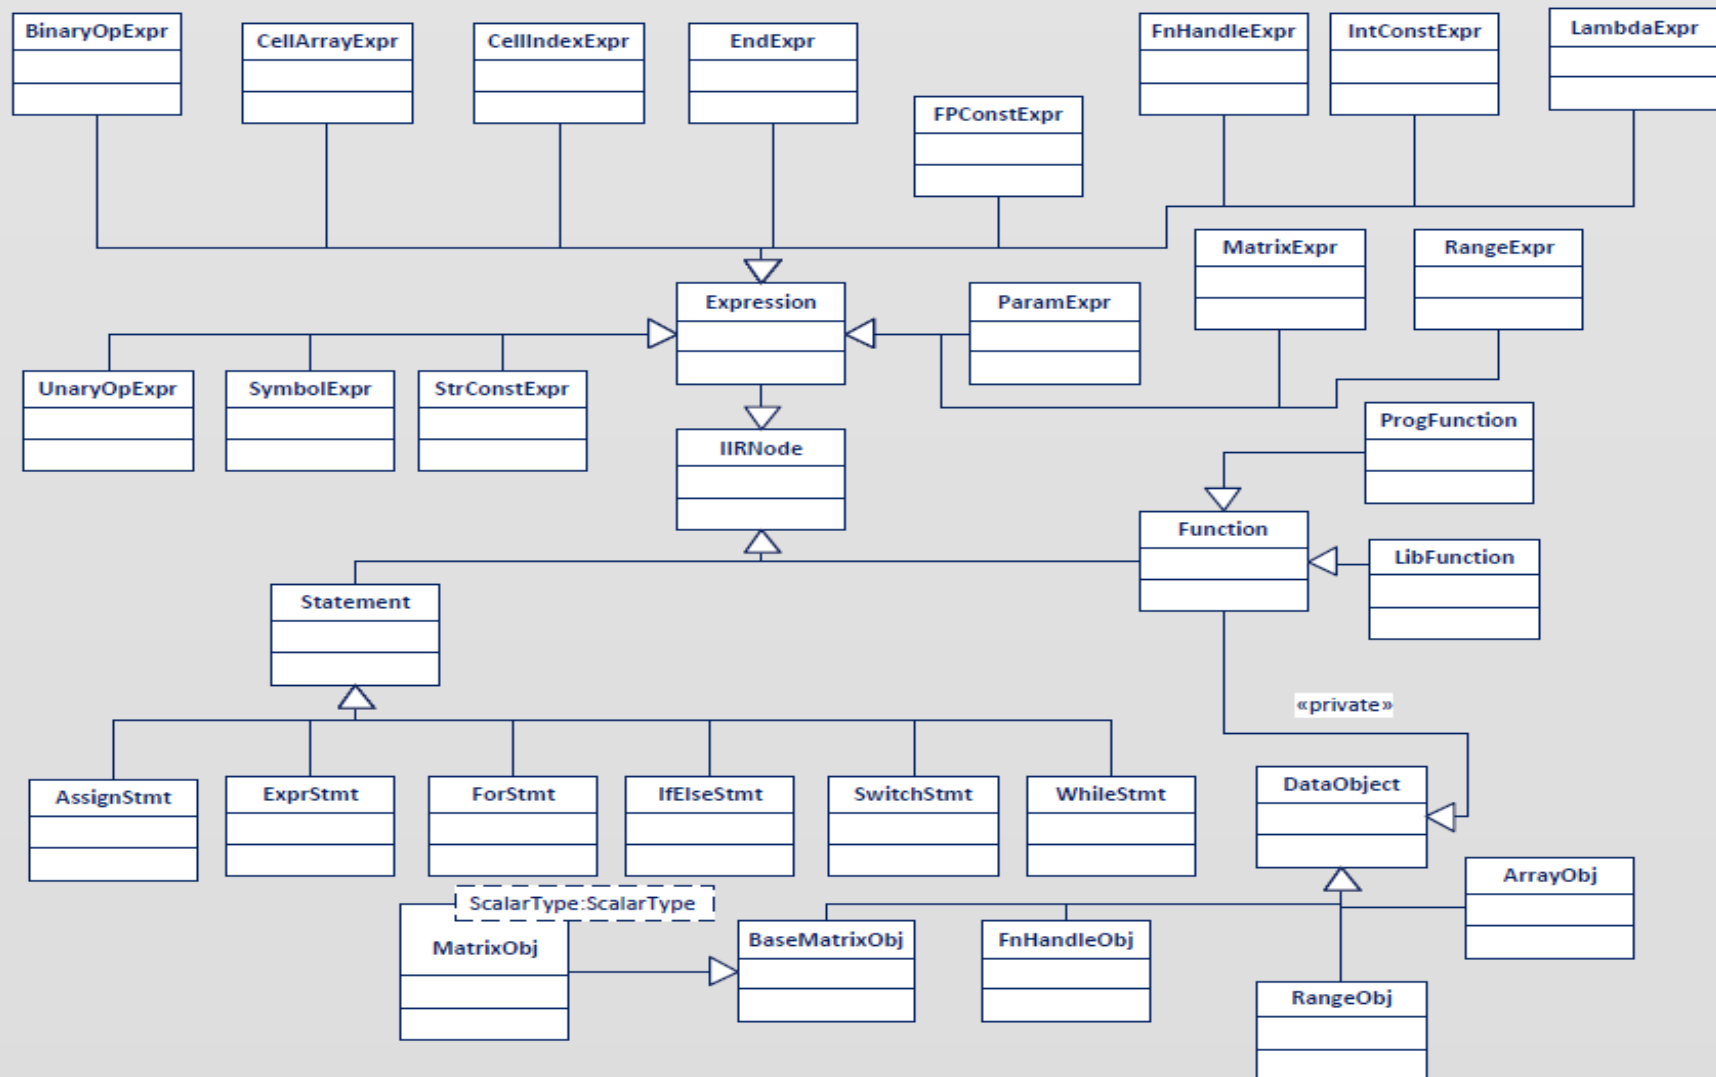 BinaryOpExpr
CellArrayExpr
CellIndexExpr
EndExpr
FPConstExpr
FnHandleExpr
IntConstExpr
LambdaExpr
MatrixExpr
RangeExpr
Expression
ParamExpr
UnaryOpExpr
SymbolExpr
StrConstExpr
IIRNode
ProgFunction
Function
LibFunction
Statement
«private»
AssignStmt
ExprStmt
ForStmt
IfElseStmt
SwitchStmt
WhileStmt
DataObject
ScalarType:ScalarType
MatrixObj
BaseMatrixObj
FnHandleObj
ArrayObj
RangeObj